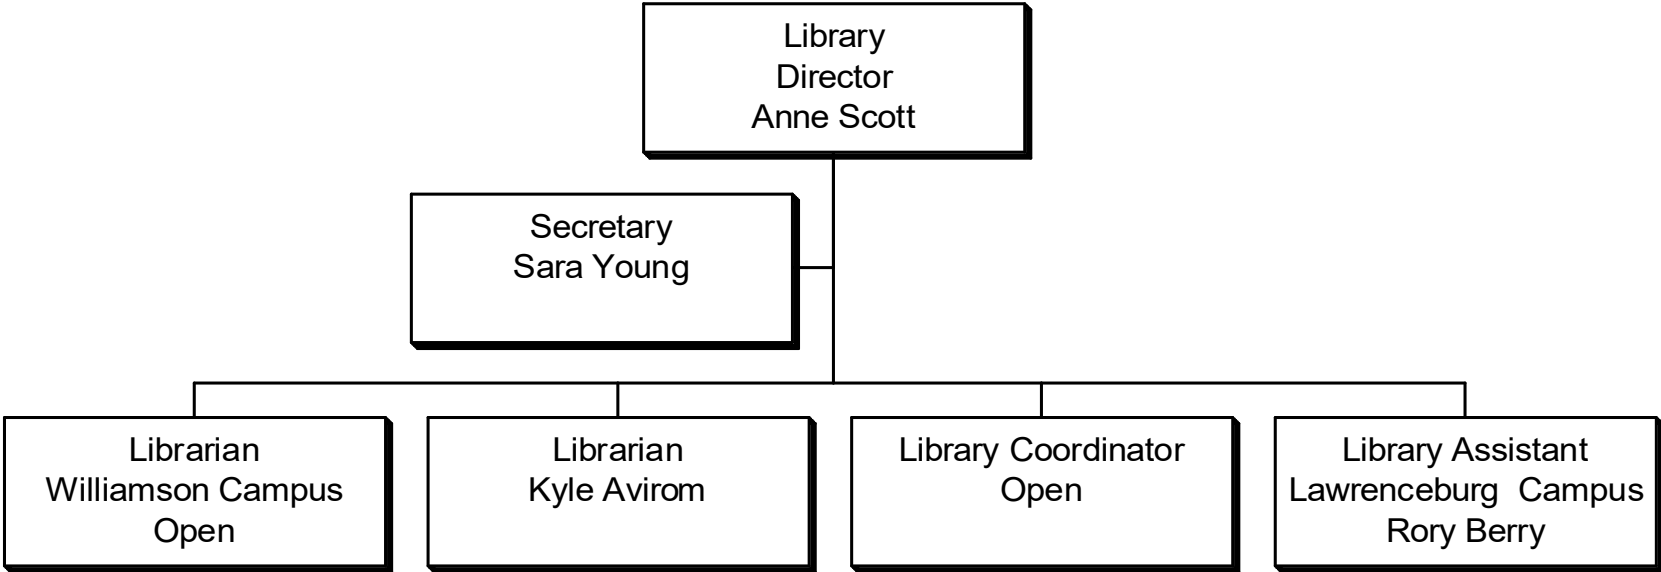 Library
Director
Anne Scott
Secretary
Sara Young
Librarian
Williamson Campus
Open
Librarian
Kyle Avirom
Library Coordinator
Open
Library Assistant
Lawrenceburg  Campus
Rory Berry